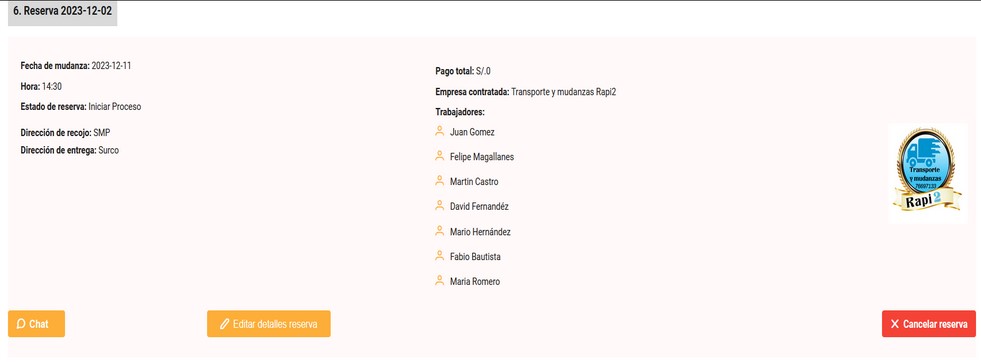 6. Reserva 2023-12-02
Fecha de mudanza: 2023-12-11
Hora: 14:30
Estado de reserva: Iniciar Proceso
Dirección de recojo: SMP
Dirección de entrega: Surco
Pago total: S/.0
Empresa contratada: Transporte y mudanzas Rapi2
Trabajadores:
Juan Gomez
Felipe Magallanes
Martin Castro
David Fernandéz
Mario Hernández
Fabio Bautista
Maria Romero
Transporte
y mudanzas
Rapi2
Chat
Editar detalles reserva
Cancelar reserva